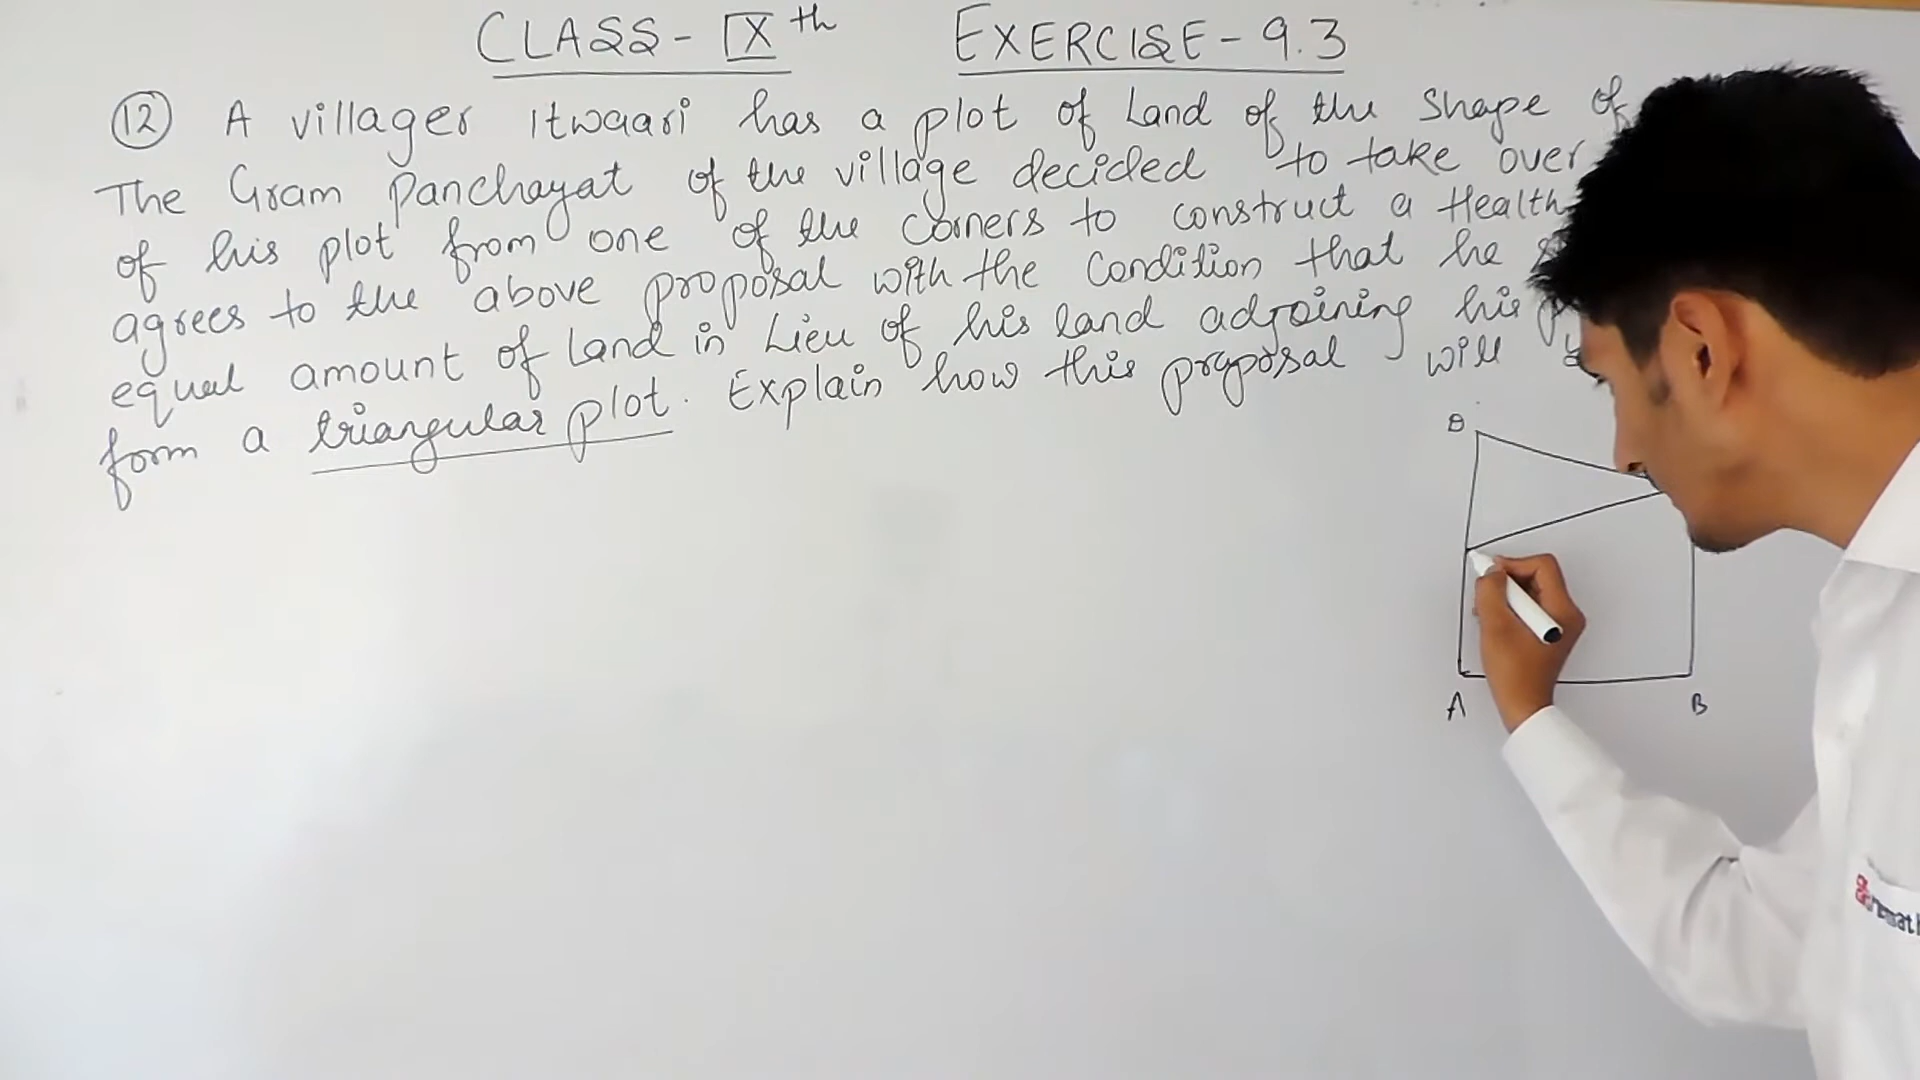 CLASS - IXth EXERCISE - 9.3
(12) A villager Itwaari has a plot of Land of the Shape of
The Gram Panchayat of the village decided to take over
of his plot from one of the corners to construct a Health
agrees to the above proposal with the condition that he
equal amount of land in Lieu of his land adjoining his
form a triangular plot. Explain how this proposal will
D
A B